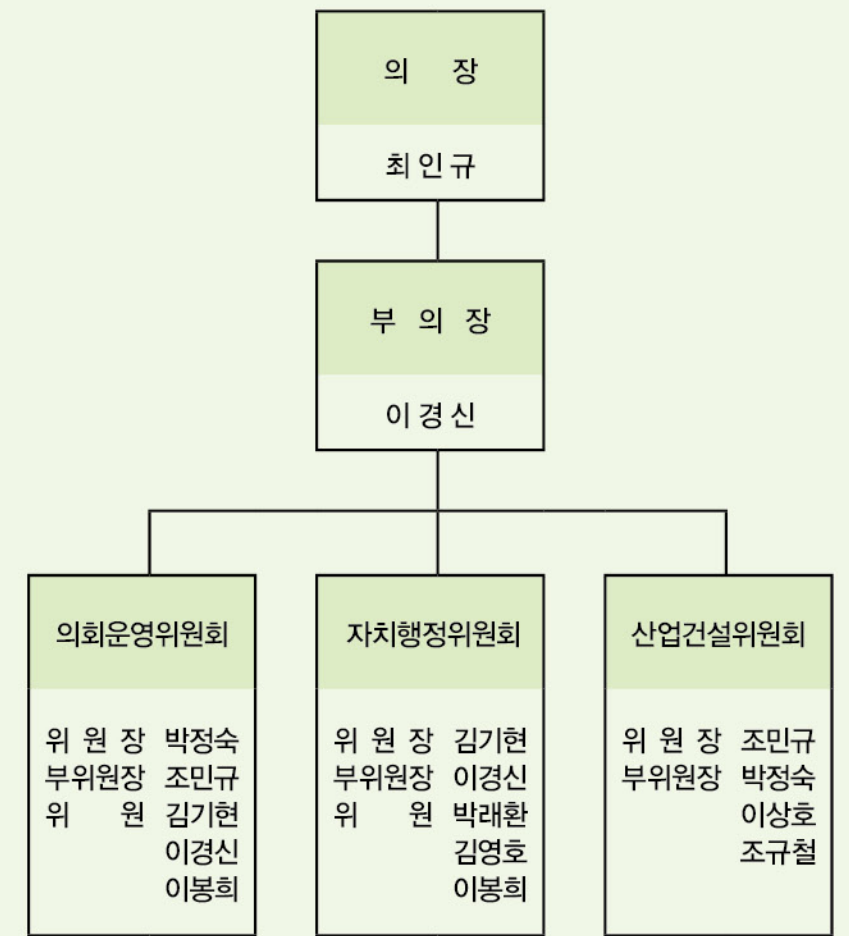 의 장
최인규
부 의 장
이경신
의회운영위원회
위 원 장 박정숙
부위원장 조민규
위 원 김기현
이경신
이봉희
자치행정위원회
위 원 장 김기현
부위원장 이경신
위 원 박래환
김영호
이봉희
산업건설위원회
위 원 장 조민규
부위원장 박정숙
이상호
조규철